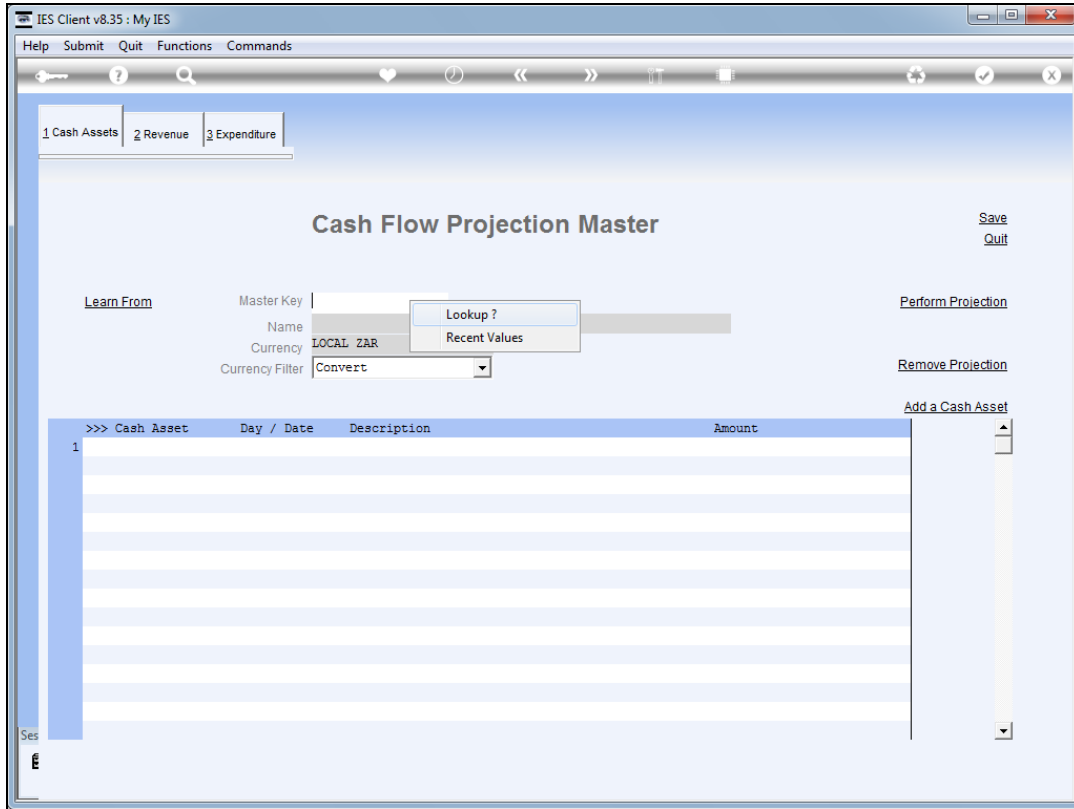 IES Client v8.35 : My IES
Help Submit Quit Functions Commands
1 Cash Assets 2 Revenue 3 Expenditure
Cash Flow Projection Master
Save
Quit
Learn From Master Key Perform Projection
Lookup ?
Name
Recent Values
Currency LOCAL ZAR
Currency Filter Convert Remove Projection
Add a Cash Asset
>>> Cash Asset Day / Date Description Amount
1
Ses